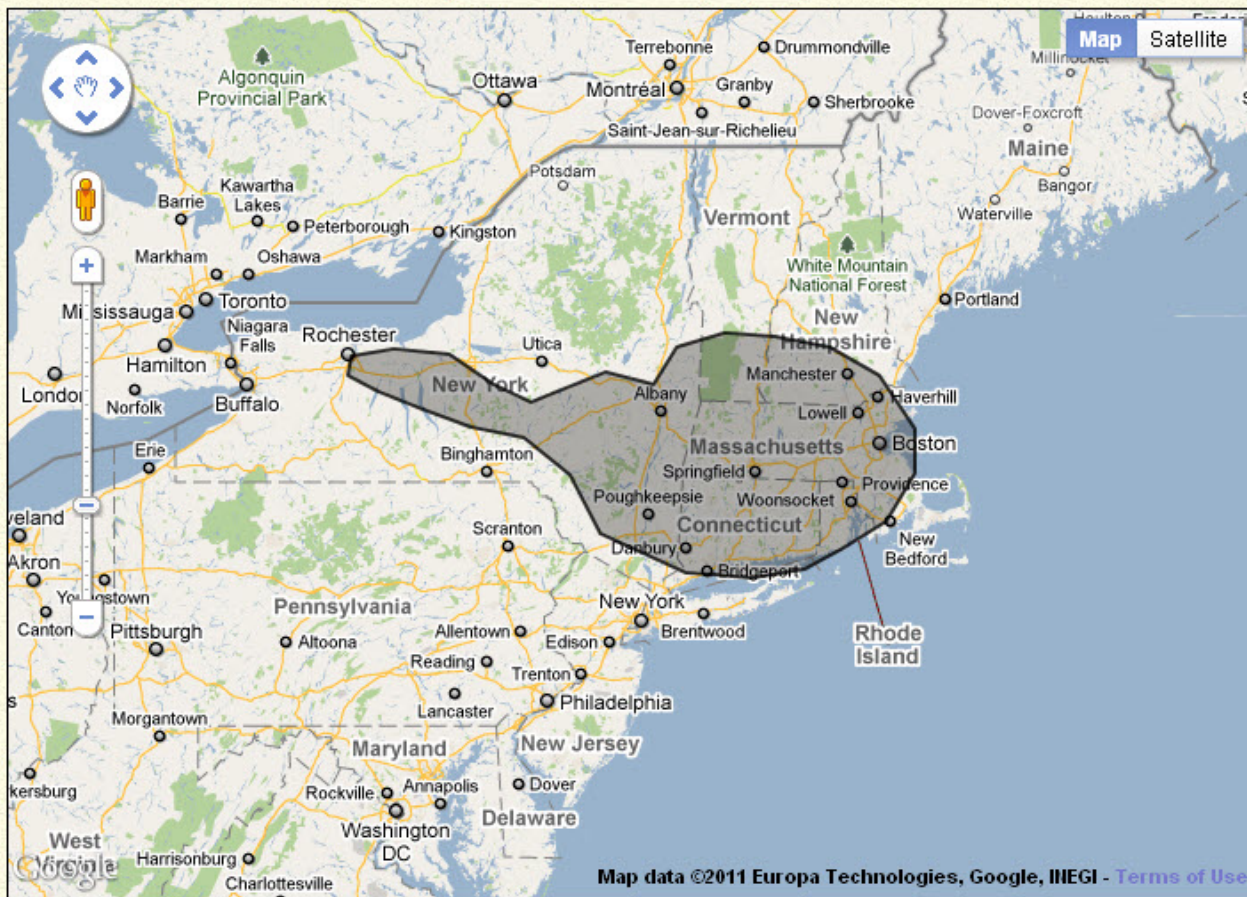 Houlton
Map
Satellite
Terrebonne
Drummondville
Millinocket
Algonquin
Provincial Park
Ottawa
Montréal
Granby
Sherbrooke
Saint-Jean-sur-Richelieu
Dover-Foxcroft
Maine
Bangor
Potsdam
Barrie
Kawartha
Lakes
Peterborough
Kingston
Vermont
Waterville
Markham
Oshawa
White Mountain
National Forest
Toronto
Mississauga
Portland
Niagara
Falls
Rochester
New
Hampshire
Utica
Hamilton
London
Norfolk
Buffalo
New York
Manchester
Haverhill
Albany
Lowell
Erie
Binghamton
Massachusetts
Boston
Springfield
Providence
Poughkeepsie
Woonsocket
Connecticut
veland
Scranton
Danbury
New
Bedford
Akron
Bridgeport
Youngstown
Canton
Pennsylvania
New York
Pittsburgh
Altoona
Allentown
Edison
Brentwood
Rhode
Island
Reading
Trenton
Lancaster
Philadelphia
Morgantown
Maryland
New Jersey
kersburg
Rockville
Annapolis
Dover
Washington
DC
Delaware
West
Virginia
Harrisonburg
Google
Charlottesville
Map data ©2011 Europa Technologies, Google, INEGI - Terms of Use